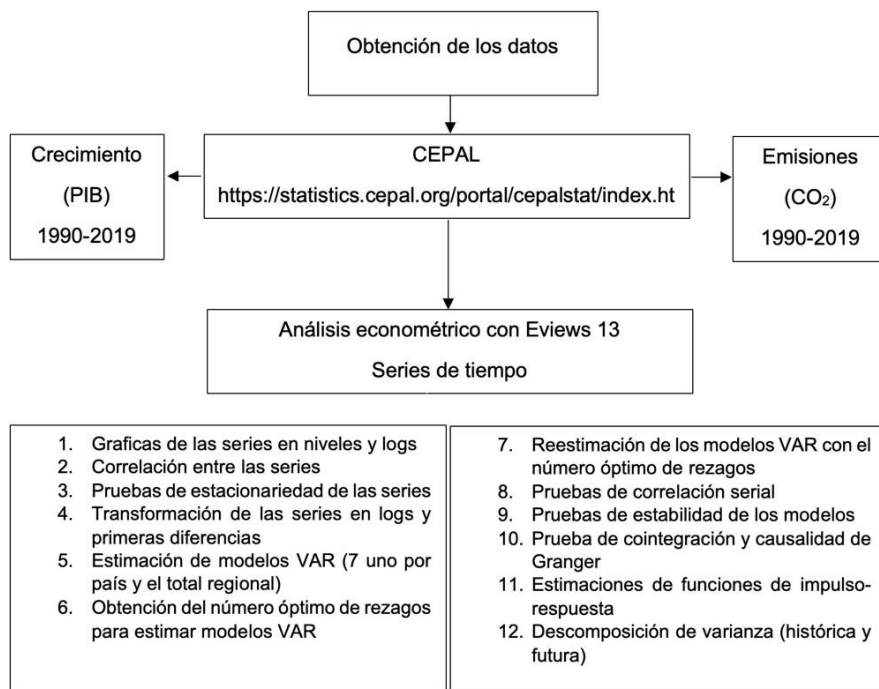 Obtención de los datos
Crecimiento
(PIB)
1990-2019
CEPAL
https://statistics.cepal.org/portal/cepalstat/index.ht
Emisiones
(CO₂)
1990-2019
Análisis econométrico con Eviews 13
Series de tiempo
1. Graficas de las series en niveles y logs
2. Correlación entre las series
3. Pruebas de estacionariedad de las series
4. Transformación de las series en logs y
primeras diferencias
5. Estimación de modelos VAR (7 uno por
país y el total regional)
6. Obtención del número óptimo de rezagos
para estimar modelos VAR
7. Reestimación de los modelos VAR con el
número óptimo de rezagos
8. Pruebas de correlación serial
9. Pruebas de estabilidad de los modelos
10. Prueba de cointegración y causalidad de
Granger
11. Estimaciones de funciones de impulso-
respuesta
12. Descomposición de varianza (histórica y
futura)